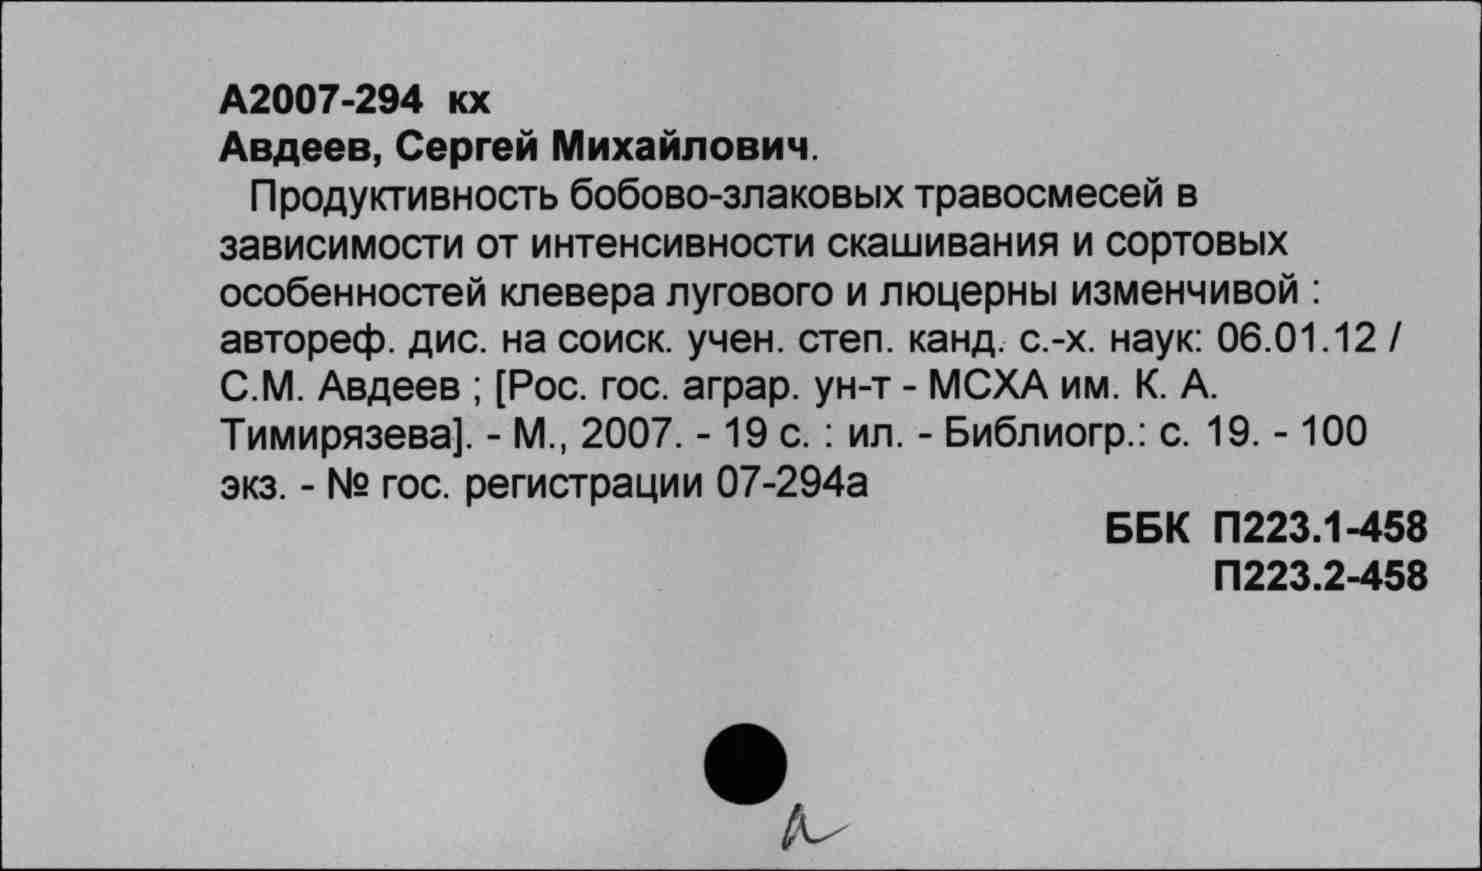 А2007-294 кх
Авдеев, Сергей Михайлович.
Продуктивность бобово-злаковых травосмесей в
зависимости от интенсивности скашивания и сортовых
особенностей клевера лугового и люцерны изменчивой :
автореф. дис. на соиск. учен. степ. канд. с.-х. наук: 06.01.12 /
С.М. Авдеев ; [Рос. гос. аграр. ун-т - МСХА им. К. А.
Тимирязева]. - М., 2007. - 19 с. : ил. - Библиогр.: с. 19. - 100
экз. - № гос. регистрации 07-294а
ББК П223.1-458
П223.2-458
а